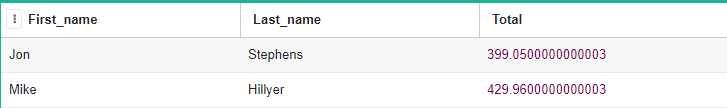 First_name Last_name Total
Jon Stephens 399.0500000000003
Mike Hillyer 429.9600000000003